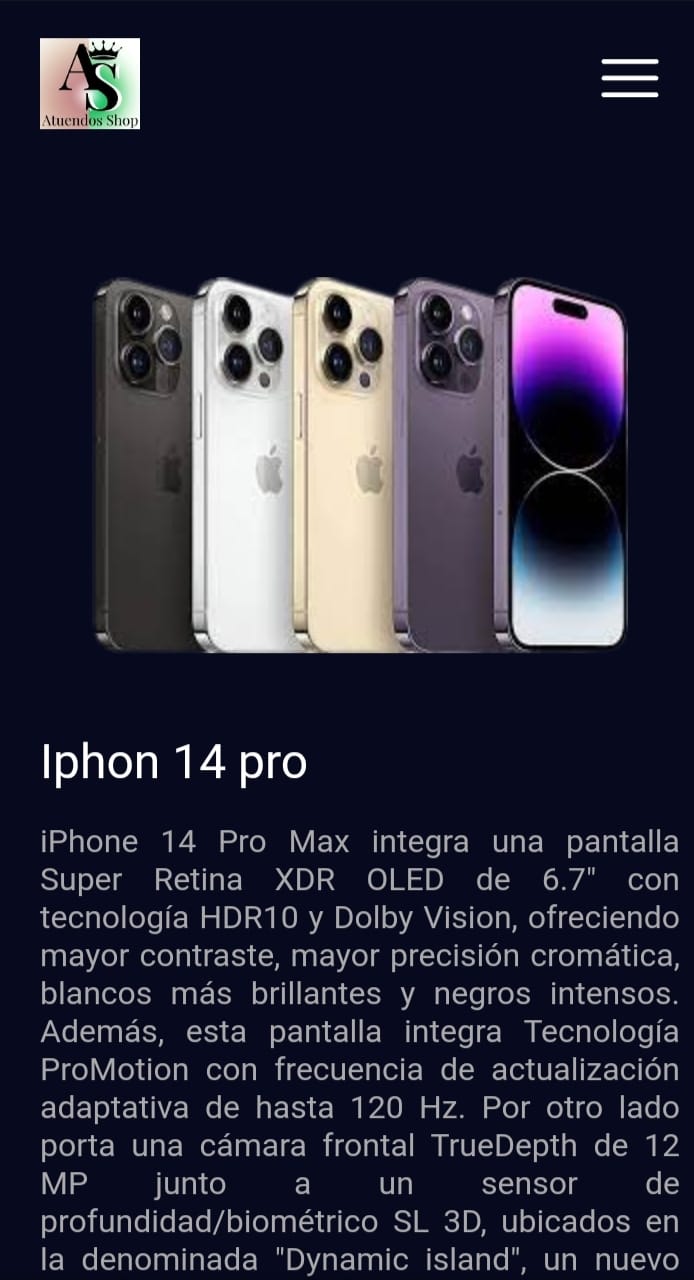 AS
Atuendos Shop
Iphon 14 pro
iPhone 14 Pro Max integra una pantalla
Super Retina XDR OLED de 6.7" con
tecnología HDR10 y Dolby Vision, ofreciendo
mayor contraste, mayor precisión cromática,
blancos más brillantes y negros intensos.
Además, esta pantalla integra Tecnología
ProMotion con frecuencia de actualización
adaptativa de hasta 120 Hz. Por otro lado
porta una cámara frontal TrueDepth de 12
MP junto a un sensor de
profundidad/biométrico SL 3D, ubicados en
la denominada "Dynamic island", un nuevo